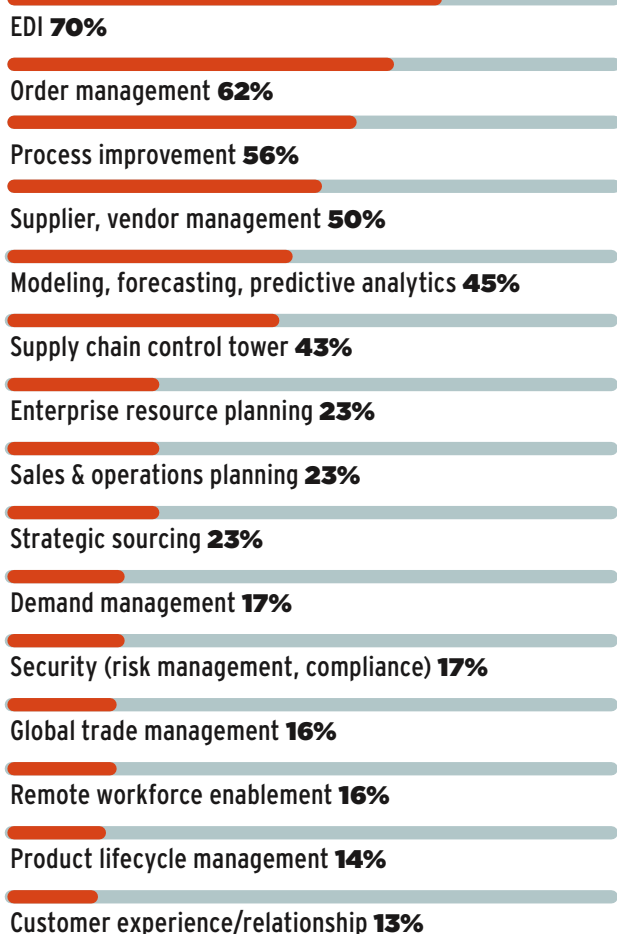 EDI 70%
Order management 62%
Process improvement 56%
Supplier, vendor management 50%
Modeling, forecasting, predictive analytics 45%
Supply chain control tower 43%
Enterprise resource planning 23%
Sales & operations planning 23%
Strategic sourcing 23%
Demand management 17%
Security (risk management, compliance) 17%
Global trade management 16%
Remote workforce enablement 16%
Product lifecycle management 14%
Customer experience/relationship 13%